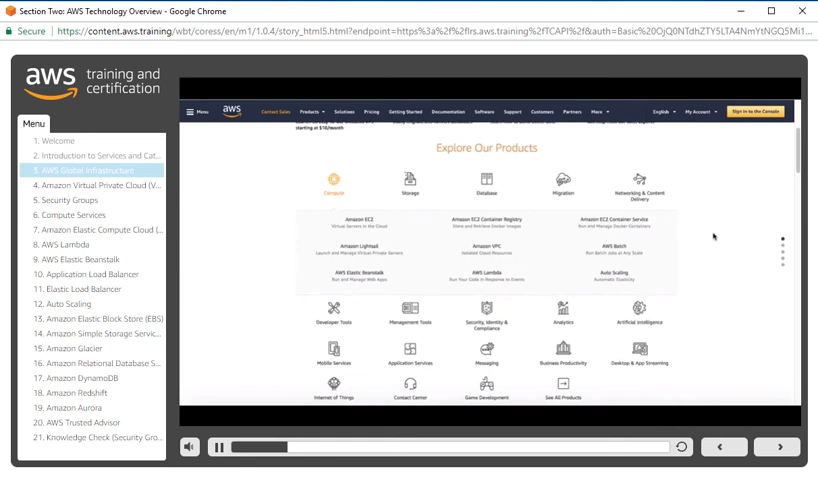 Section Two: AWS Technology Overview - Google Chrome
Secure
https://content.aws.training/wbt/coress/en/m1/1.0.4/story_html5.html?endpoint=https%3a%2f%2flrs.aws.training%2fTCAPI%2f&auth=Basic%20OjQ0NTdhZTY5LTA4NmYtNGQ5Mi1...
aws training and certification
Menu
1. Welcome
2. Introduction to Services and Cat...
3. AWS Global Infrastructure
4. Amazon Virtual Private Cloud (V...
5. Security Groups
6. Compute Services
7. Amazon Elastic Compute Cloud (...
8. AWS Lambda
9. AWS Elastic Beanstalk
10. Application Load Balancer
11. Elastic Load Balancer
12. Auto Scaling
13. Amazon Elastic Block Store (EBS)
14. Amazon Simple Storage Servic...
15. Amazon Glacier
16. Amazon Relational Database S...
17. Amazon DynamoDB
18. Amazon Redshift
19. Amazon Aurora
20. AWS Trusted Advisor
21. Knowledge Check (Security Gro...
Menu aws Contact Sales Products Solutions Pricing Getting Started Documentation Software Support Customers Partners More English My Account Sign In to the Console
starting at $10/month
Explore Our Products
Compute Storage Database Migration Networking & Content Delivery
Amazon EC2 Amazon EC2 Container Registry Amazon EC2 Container Service
Virtual Servers in the Cloud Store and Retrieve Docker Images Run and Manage Docker Containers
Amazon Lightsail Amazon VPC AWS Batch
Launch and Manage Virtual Private Servers Isolated Cloud Resources Run Batch Jobs at Any Scale
AWS Elastic Beanstalk AWS Lambda Auto Scaling
Run and Manage Web Apps Run Your Code in Response to Events Automatic Elasticity
Developer Tools Management Tools Security, Identity & Compliance Analytics Artificial Intelligence
Mobile Services Application Services Messaging Business Productivity Desktop & App Streaming
Internet of Things Contact Center Game Development See All Products